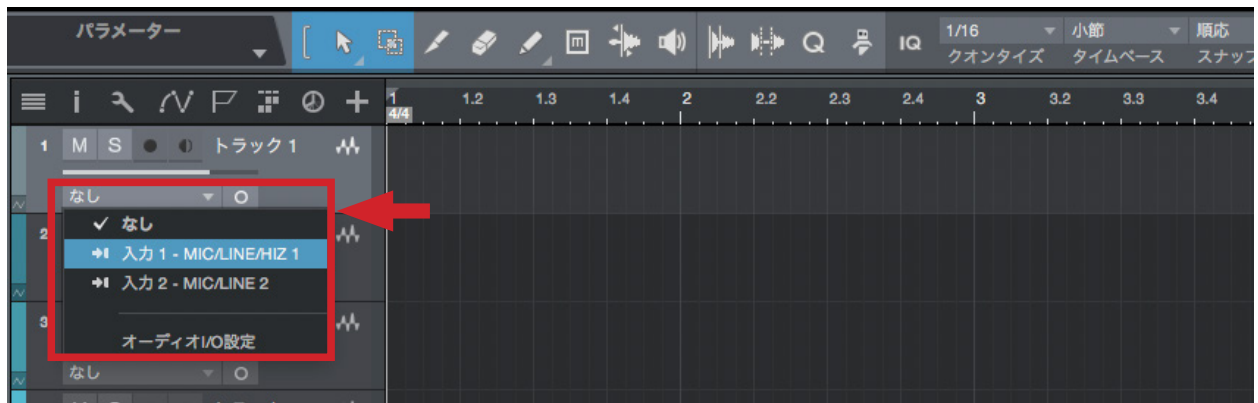 パラメーター
IQ
1/16 小節 順応
クオンタイズ タイムベース スナップ
1 1.2 1.3 1.4 2 2.2 2.3 2.4 3 3.2 3.3 3.4
4/4
1 M S トラック 1
なし
✓ なし
2
入力 1 - MIC/LINE/HIZ 1
入力 2 - MIC/LINE 2
3
オーディオI/O設定
なし